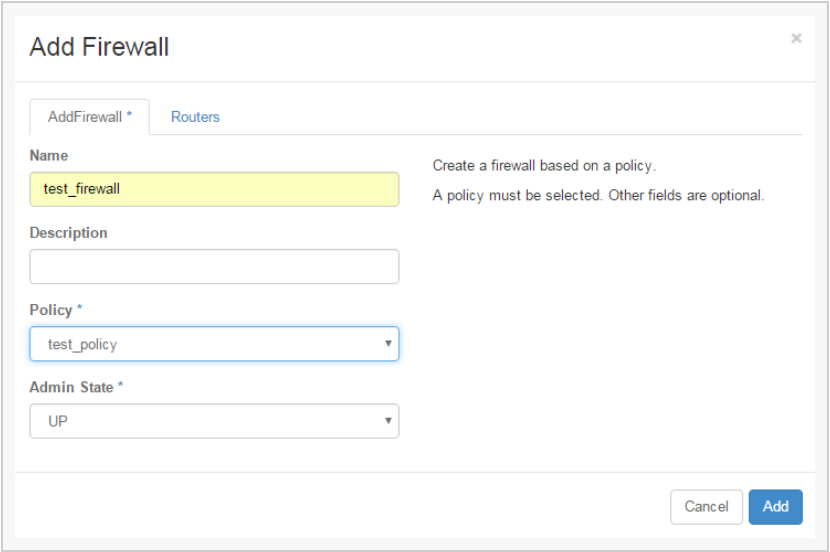 Add Firewall
×
AddFirewall * Routers
Name
test_firewall
Create a firewall based on a policy.
A policy must be selected. Other fields are optional.
Description
Policy *
test_policy
Admin State *
UP
Cancel Add